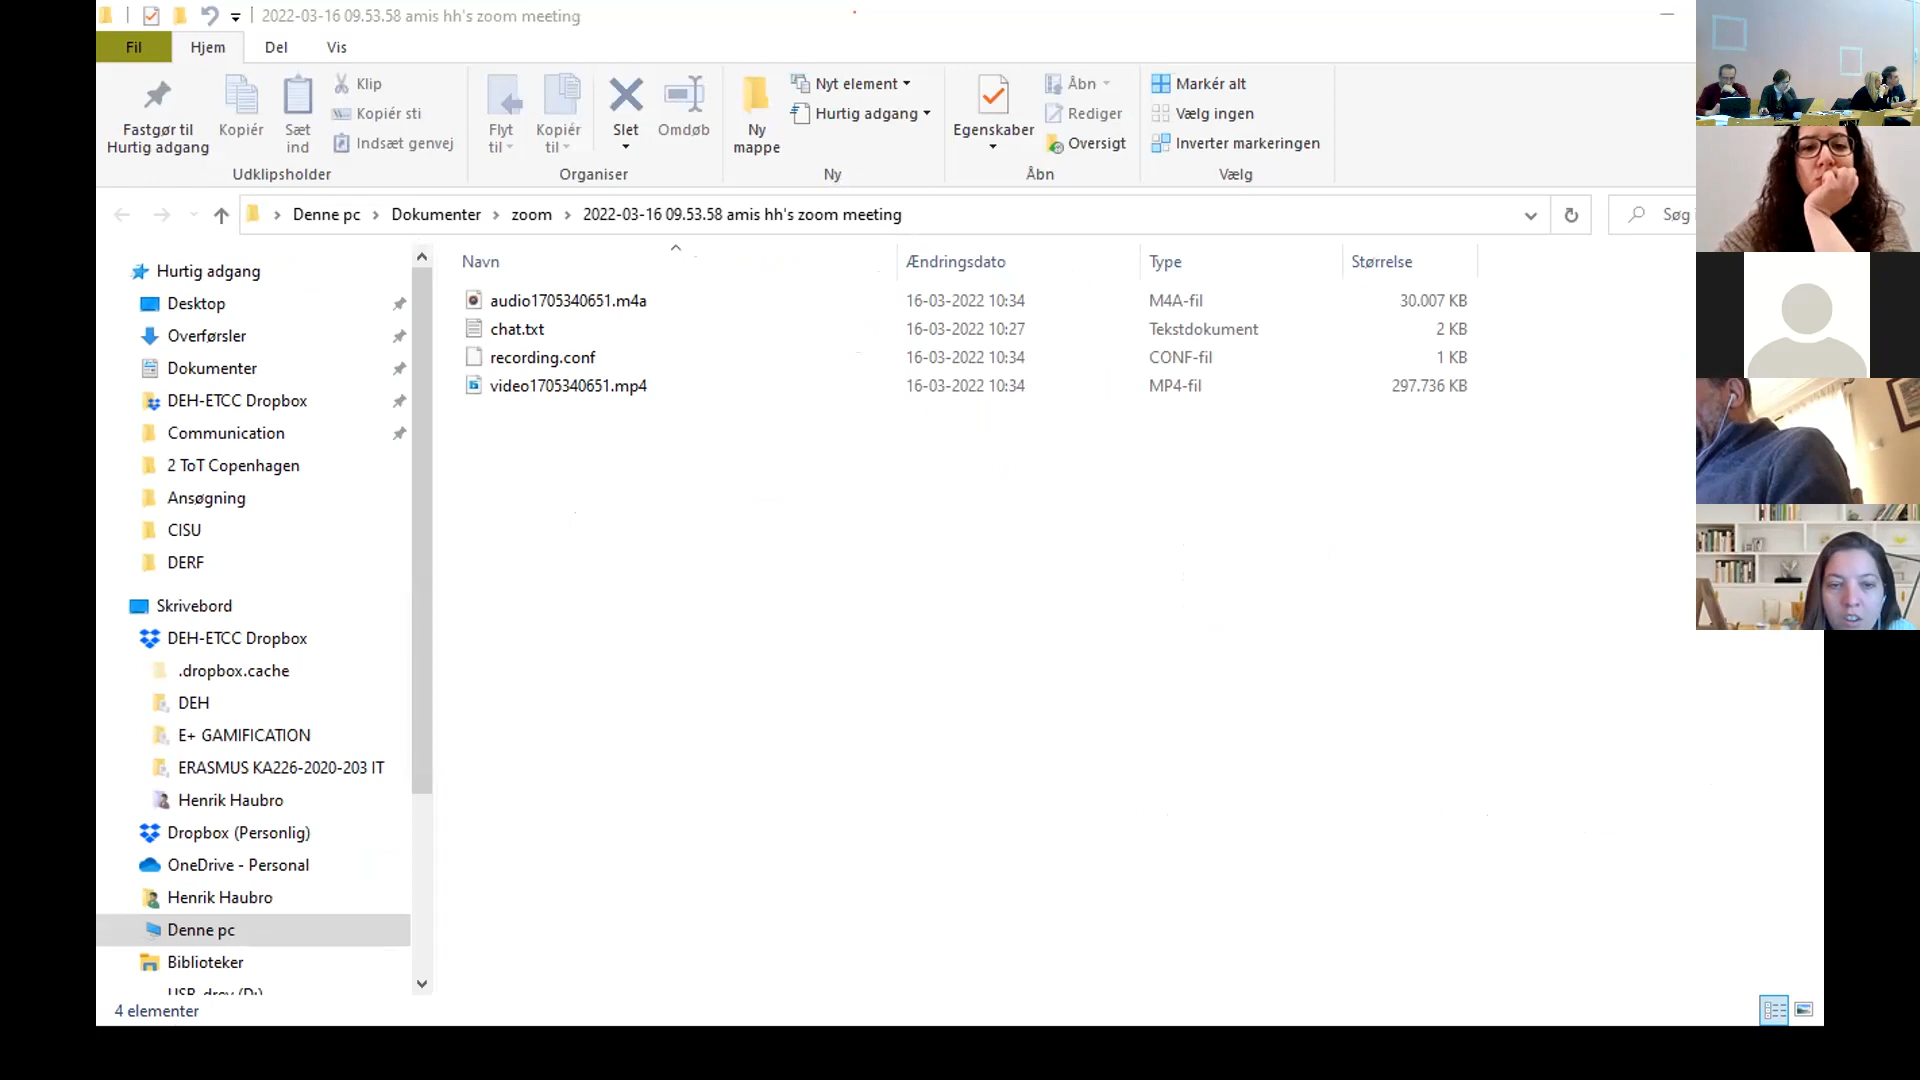 2022-03-16 09.53.58 amis hh's zoom meeting
Fil Hjem Del Vis
Fastgør til Hurtig adgang
Kopiér
Sæt ind
Klip
Kopiér sti
Indsæt genvej
Udklipsholder
Flyt til
Kopiér til
Slet
Omdøb
Organiser
Ny mappe
Nyt element
Hurtig adgang
Ny
Egenskaber
Åbn
Rediger
Oversigt
Åbn
Markér alt
Vælg ingen
Inverter markeringen
Vælg
Denne pc Dokumenter zoom 2022-03-16 09.53.58 amis hh's zoom meeting
Søg
Navn Ændringsdato Type Størrelse
audio1705340651.m4a 16-03-2022 10:34 M4A-fil 30.007 KB
chat.txt 16-03-2022 10:27 Tekstdokument 2 KB
recording.conf 16-03-2022 10:34 CONF-fil 1 KB
video1705340651.mp4 16-03-2022 10:34 MP4-fil 297.736 KB
Hurtig adgang
Desktop
Overførsler
Dokumenter
DEH-ETCC Dropbox
Communication
2 ToT Copenhagen
Ansøgning
CISU
DERF
Skrivebord
DEH-ETCC Dropbox
.dropbox.cache
DEH
E+ GAMIFICATION
ERASMUS KA226-2020-203 IT
Henrik Haubro
Dropbox (Personlig)
OneDrive - Personal
Henrik Haubro
Denne pc
Biblioteker
4 elementer